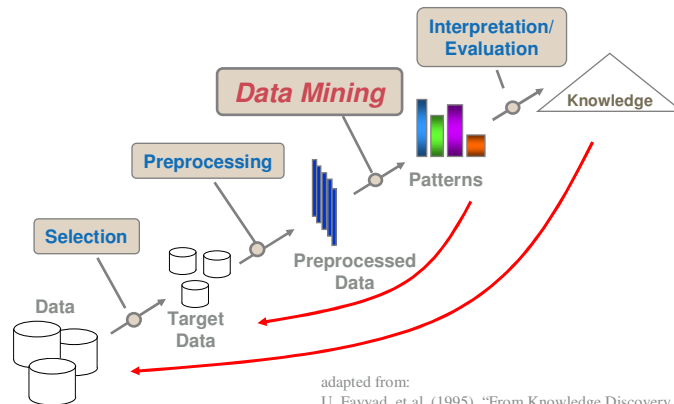 Interpretation/
Evaluation
Data Mining
Knowledge
Preprocessing
Patterns
Selection
Preprocessed
Data
Data
Target
Data
adapted from:
U. Fayyad, et al. (1995), "From Knowledge Discovery